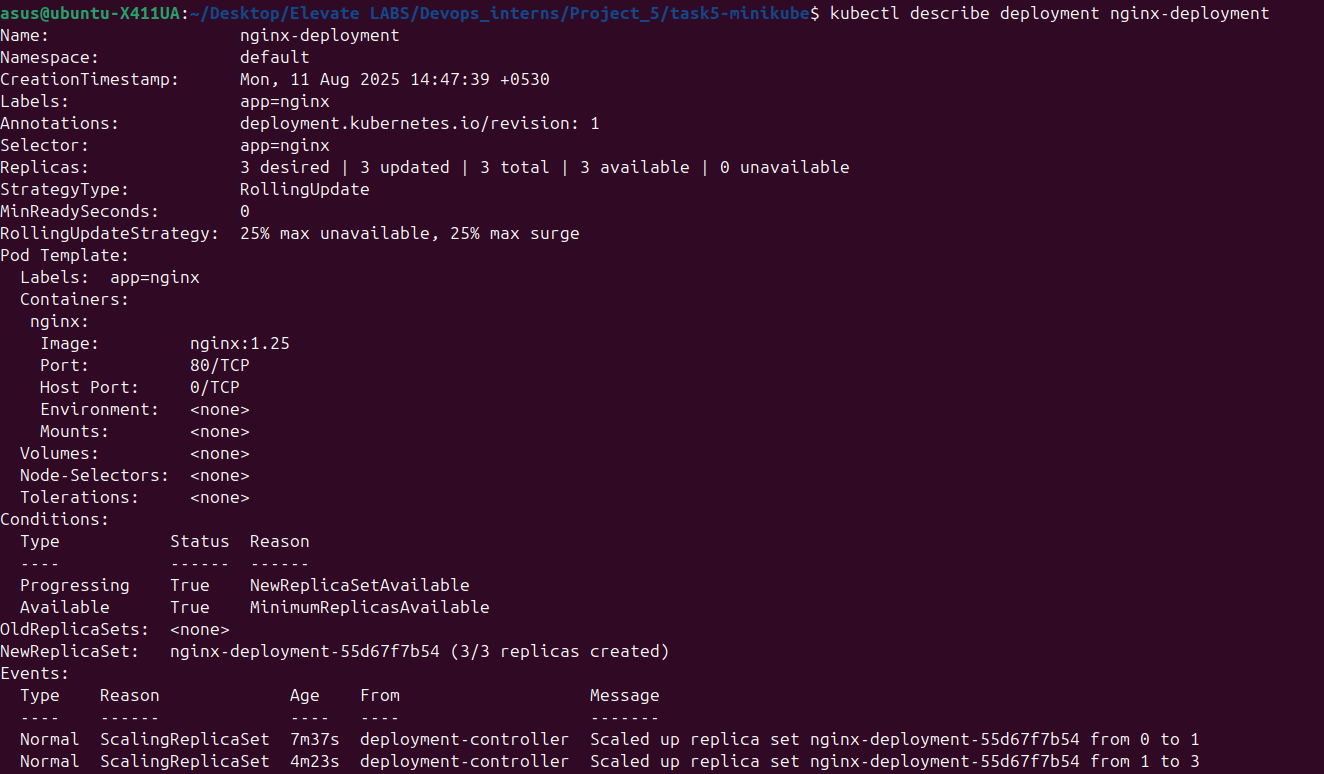 asus@ubuntu-X411UA:~/Desktop/Elevate LABS/Devops_interns/Project_5/task5-minikube$ kubectl describe deployment nginx-deployment
Name:                   nginx-deployment
Namespace:              default
CreationTimestamp:      Mon, 11 Aug 2025 14:47:39 +0530
Labels:                 app=nginx
Annotations:            deployment.kubernetes.io/revision: 1
Selector:               app=nginx
Replicas:               3 desired | 3 updated | 3 total | 3 available | 0 unavailable
StrategyType:           RollingUpdate
MinReadySeconds:        0
RollingUpdateStrategy:  25% max unavailable, 25% max surge
Pod Template:
  Labels:  app=nginx
  Containers:
   nginx:
    Image:         nginx:1.25
    Port:          80/TCP
    Host Port:     0/TCP
    Environment:   <none>
    Mounts:        <none>
  Volumes:         <none>
  Node-Selectors:  <none>
  Tolerations:     <none>
Conditions:
  Type           Status  Reason
  ----           ------  ------
  Progressing    True    NewReplicaSetAvailable
  Available      True    MinimumReplicasAvailable
OldReplicaSets:  <none>
NewReplicaSet:   nginx-deployment-55d67f7b54 (3/3 replicas created)
Events:
  Type    Reason             Age    From                   Message
  ----    ------             ----   ----                   -------
  Normal  ScalingReplicaSet  7m37s  deployment-controller  Scaled up replica set nginx-deployment-55d67f7b54 from 0 to 1
  Normal  ScalingReplicaSet  4m23s  deployment-controller  Scaled up replica set nginx-deployment-55d67f7b54 from 1 to 3